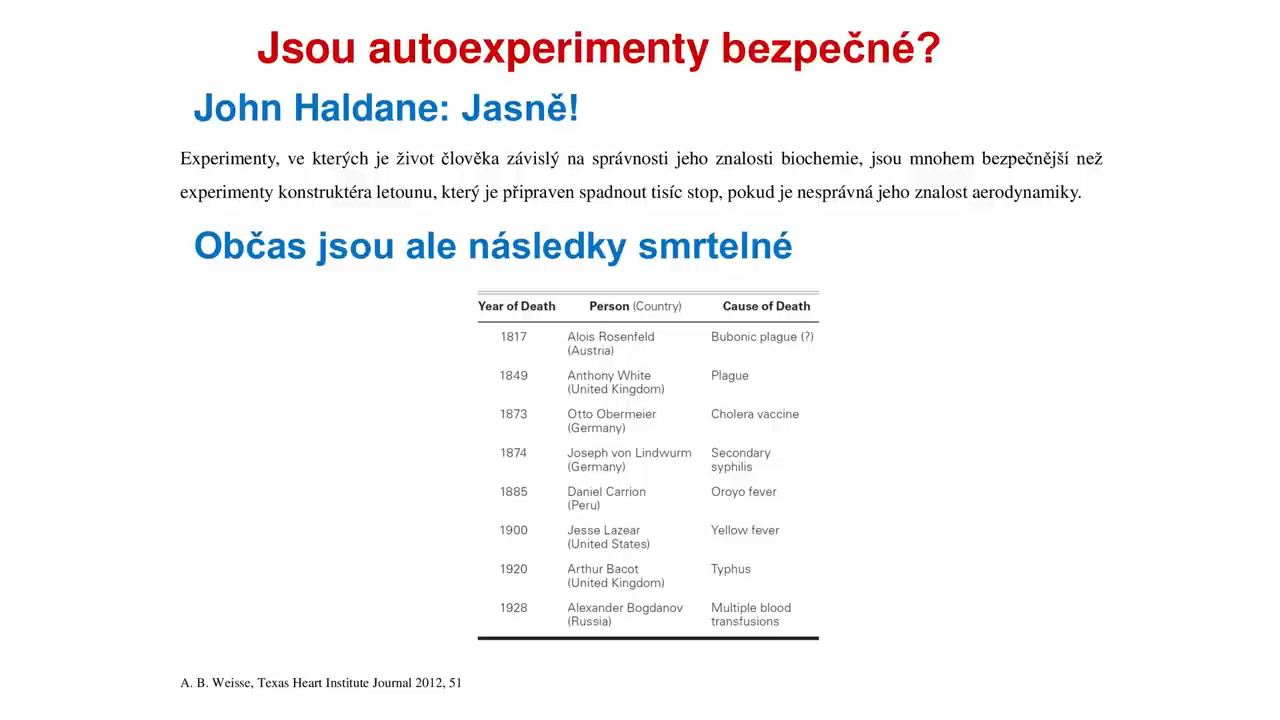 Jsou autoexperimenty bezpečné?
John Haldane: Jasně!
Experimenty, ve kterých je život člověka závislý na správnosti jeho znalosti biochemie, jsou mnohem bezpečnější než
experimenty konstruktéra letounu, který je připraven spadnout tisíc stop, pokud je nesprávná jeho znalost aerodynamiky.
Občas jsou ale následky smrtelné
Year of Death Person (Country) Cause of Death
1817 Alois Rosenfeld Bubonic plague (?)
(Austria)
1849 Anthony White Plague
(United Kingdom)
1873 Otto Obermeier Cholera vaccine
(Germany)
1874 Joseph von Lindwurm Secondary
(Germany) syphilis
1885 Daniel Carrion Oroyo fever
(Peru)
1900 Jesse Lazear Yellow fever
(United States)
1920 Arthur Bacot Typhus
(United Kingdom)
1928 Alexander Bogdanov Multiple blood
(Russia) transfusions
A. B. Weisse, Texas Heart Institute Journal 2012, 51